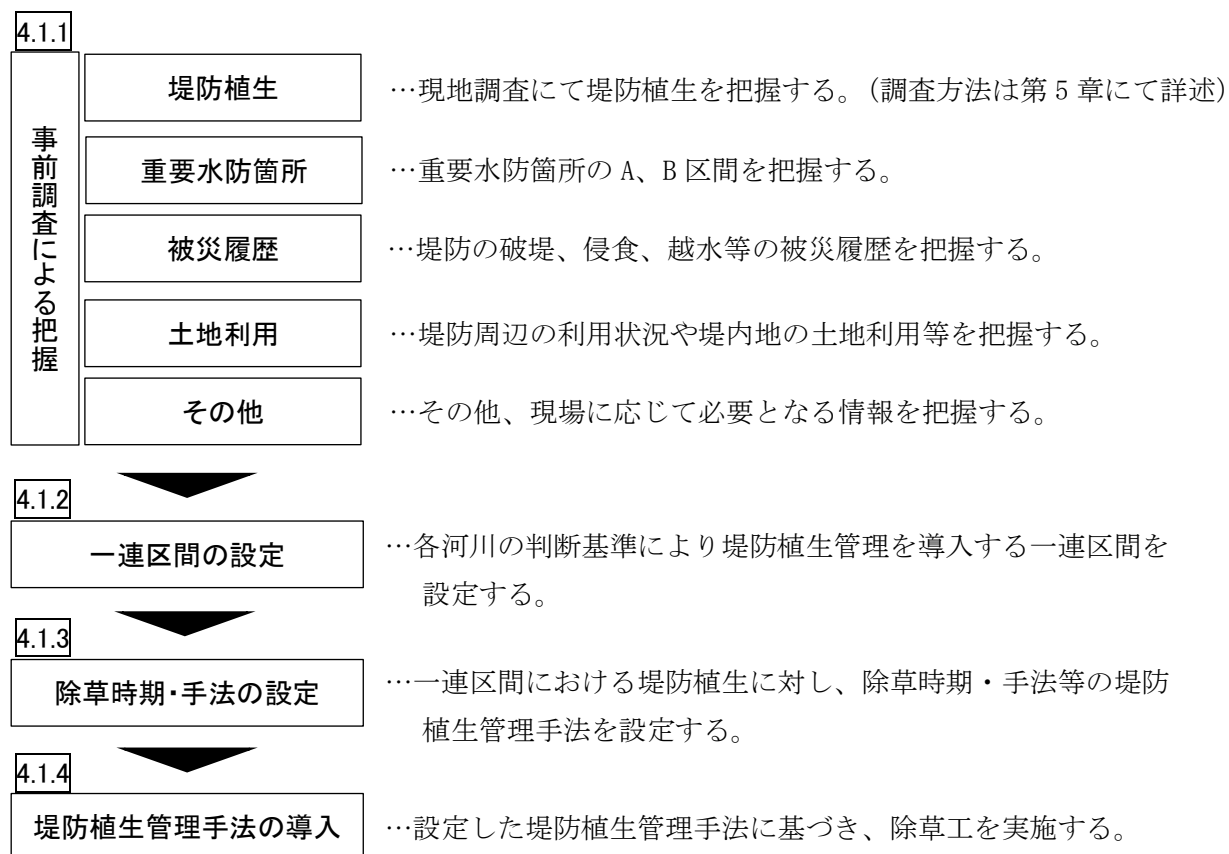 4.1.1
事前調査による把握
堤防植生
…現地調査にて堤防植生を把握する。(調査方法は第5章にて詳述)
重要水防箇所
…重要水防箇所の A、B 区間を把握する。
被災履歴
…堤防の破堤、侵食、越水等の被災履歴を把握する。
土地利用
…堤防周辺の利用状況や堤内地の土地利用等を把握する。
その他
…その他、現場に応じて必要となる情報を把握する。
4.1.2
一連区間の設定
…各河川の判断基準により堤防植生管理を導入する一連区間を
設定する。
4.1.3
除草時期・手法の設定
…一連区間における堤防植生に対し、除草時期・手法等の堤防
植生管理手法を設定する。
4.1.4
堤防植生管理手法の導入
…設定した堤防植生管理手法に基づき、除草工を実施する。